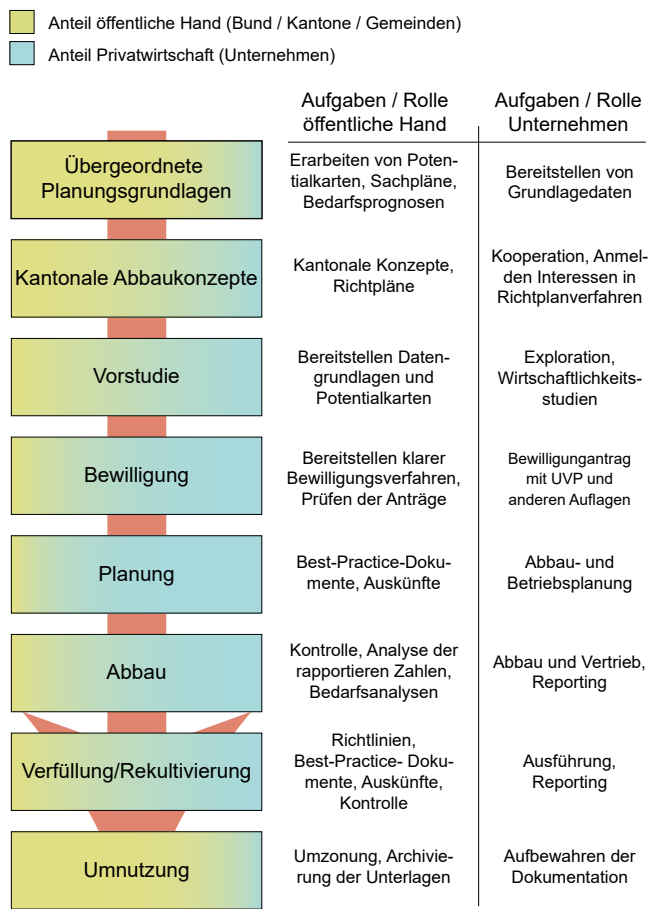 Anteil öffentliche Hand (Bund / Kantone / Gemeinden)
Anteil Privatwirtschaft (Unternehmen)
Aufgaben / Rolle
öffentliche Hand
Aufgaben / Rolle
Unternehmen
Übergeordnete
Planungsgrundlagen
Erarbeiten von Poten-
tialkarten, Sachpläne,
Bedarfsprognosen
Bereitstellen von
Grundlagedaten
Kantonale Abbaukonzepte
Kantonale Konzepte,
Richtpläne
Kooperation, Anmel-
den Interessen in
Richtplanverfahren
Vorstudie
Bereitstellen Daten-
grundlagen und
Potentialkarten
Exploration,
Wirtschaftlichkeits-
studien
Bewilligung
Bereitstellen klarer
Bewilligungsverfahren,
Prüfen der Anträge
Bewilligungantrag
mit UVP und
anderen Auflagen
Planung
Best-Practice-Doku-
mente, Auskünfte
Abbau- und
Betriebsplanung
Abbau
Kontrolle, Analyse der
rapportieren Zahlen,
Bedarfsanalysen
Abbau und Vertrieb,
Reporting
Verfüllung/Rekultivierung
Richtlinien,
Best-Practice- Doku-
mente, Auskünfte,
Kontrolle
Ausführung,
Reporting
Umnutzung
Umzonung, Archivie-
rung der Unterlagen
Aufbewahren der
Dokumentation